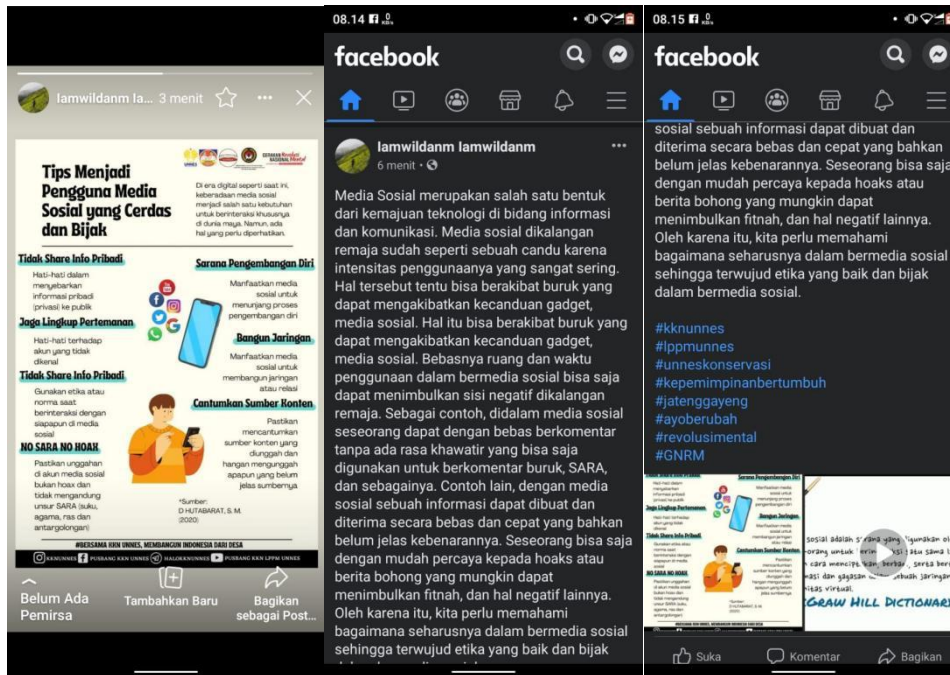 Iamwildanm Ia... 3 menit
Tips Menjadi
Pengguna Media
Sosial yang Cerdas
dan Bijak
Di era digital seperti saat ini,
keberadaan media sosial
menjadi salah satu kebutuhan
untuk berinteraksi khususnya
di dunia maya. Namun, ada
hal yang perlu diperhatikan.
Tidak Share Info Pribadi
Hati-hati dalam
menyebarkan
informasi pribadi
(privasi) ke publik
Jaga Lingkup Pertemanan
Hati-hati terhadap
akun yang tidak
dikenal
Tidak Share Info Pribadi
Gunakan etika atau
norma saat
berinteraksi dengan
siapapun di media
sosial
NO SARA NO HOAX
Pastikan unggahan
di akun media sosial
bukan hoax dan
tidak mengandung
unsur SARA (suku,
agama, ras dan
antargolongan)
Sarana Pengembangan Diri
Manfaatkan media
sosial untuk
menunjang proses
pengembangan diri
Bangun Jaringan
Manfaatkan media
sosial untuk
membangun jaringan
atau relasi
Cantumkan Sumber Konten
Pastikan
mencantumkan
sumber konten yang
diunggah dan
hangan mengunggah
apapun yang belum
jelas sumbernya.
*Sumber:
D HUTABARAT, S. M.
(2020)
#BERSAMA KKN UNNES, MEMBANGUN INDONESIA DARI DESA
KKNUNNES PUSBANG KKN UNNES HALOKKNUNNES PUSBANG KKN LPPM UNNES
Belum Ada
Pemirsa
Tambahkan Baru
Bagikan
sebagai Post...
08.14
facebook
Iamwildanm Iamwildanm
6 menit
Media Sosial merupakan salah satu bentuk
dari kemajuan teknologi di bidang informasi
dan komunikasi. Media sosial dikalangan
remaja sudah seperti sebuah candu karena
intensitas penggunaanya yang sangat sering.
Hal tersebut tentu bisa berakibat buruk yang
dapat mengakibatkan kecanduan gadget,
media sosial. Hal itu bisa berakibat buruk yang
dapat mengakibatkan kecanduan gadget,
media sosial. Bebasnya ruang dan waktu
penggunaan dalam bermedia sosial bisa saja
dapat menimbulkan sisi negatif dikalangan
remaja. Sebagai contoh, didalam media sosial
seseorang dapat dengan bebas berkomentar
tanpa ada rasa khawatir yang bisa saja
digunakan untuk berkomentar buruk, SARA,
dan sebagainya. Contoh lain, dengan media
sosial sebuah informasi dapat dibuat dan
diterima secara bebas dan cepat yang bahkan
belum jelas kebenarannya. Seseorang bisa saja
dengan mudah percaya kepada hoaks atau
berita bohong yang mungkin dapat
menimbulkan fitnah, dan hal negatif lainnya.
Oleh karena itu, kita perlu memahami
bagaimana seharusnya dalam bermedia sosial
sehingga terwujud etika yang baik dan bijak
08.15
facebook
sosial sebuah informasi dapat dibuat dan
diterima secara bebas dan cepat yang bahkan
belum jelas kebenarannya. Seseorang bisa saja
dengan mudah percaya kepada hoaks atau
berita bohong yang mungkin dapat
menimbulkan fitnah, dan hal negatif lainnya.
Oleh karena itu, kita perlu memahami
bagaimana seharusnya dalam bermedia sosial
sehingga terwujud etika yang baik dan bijak
dalam bermedia sosial.
#kknunnes
#lppmunnes
#unneskonservasi
#kepemimpinanbertumbuh
#jatenggayeng
#ayoberubah
#revolusimental
#GNRM
Suka
Komentar
Bagikan